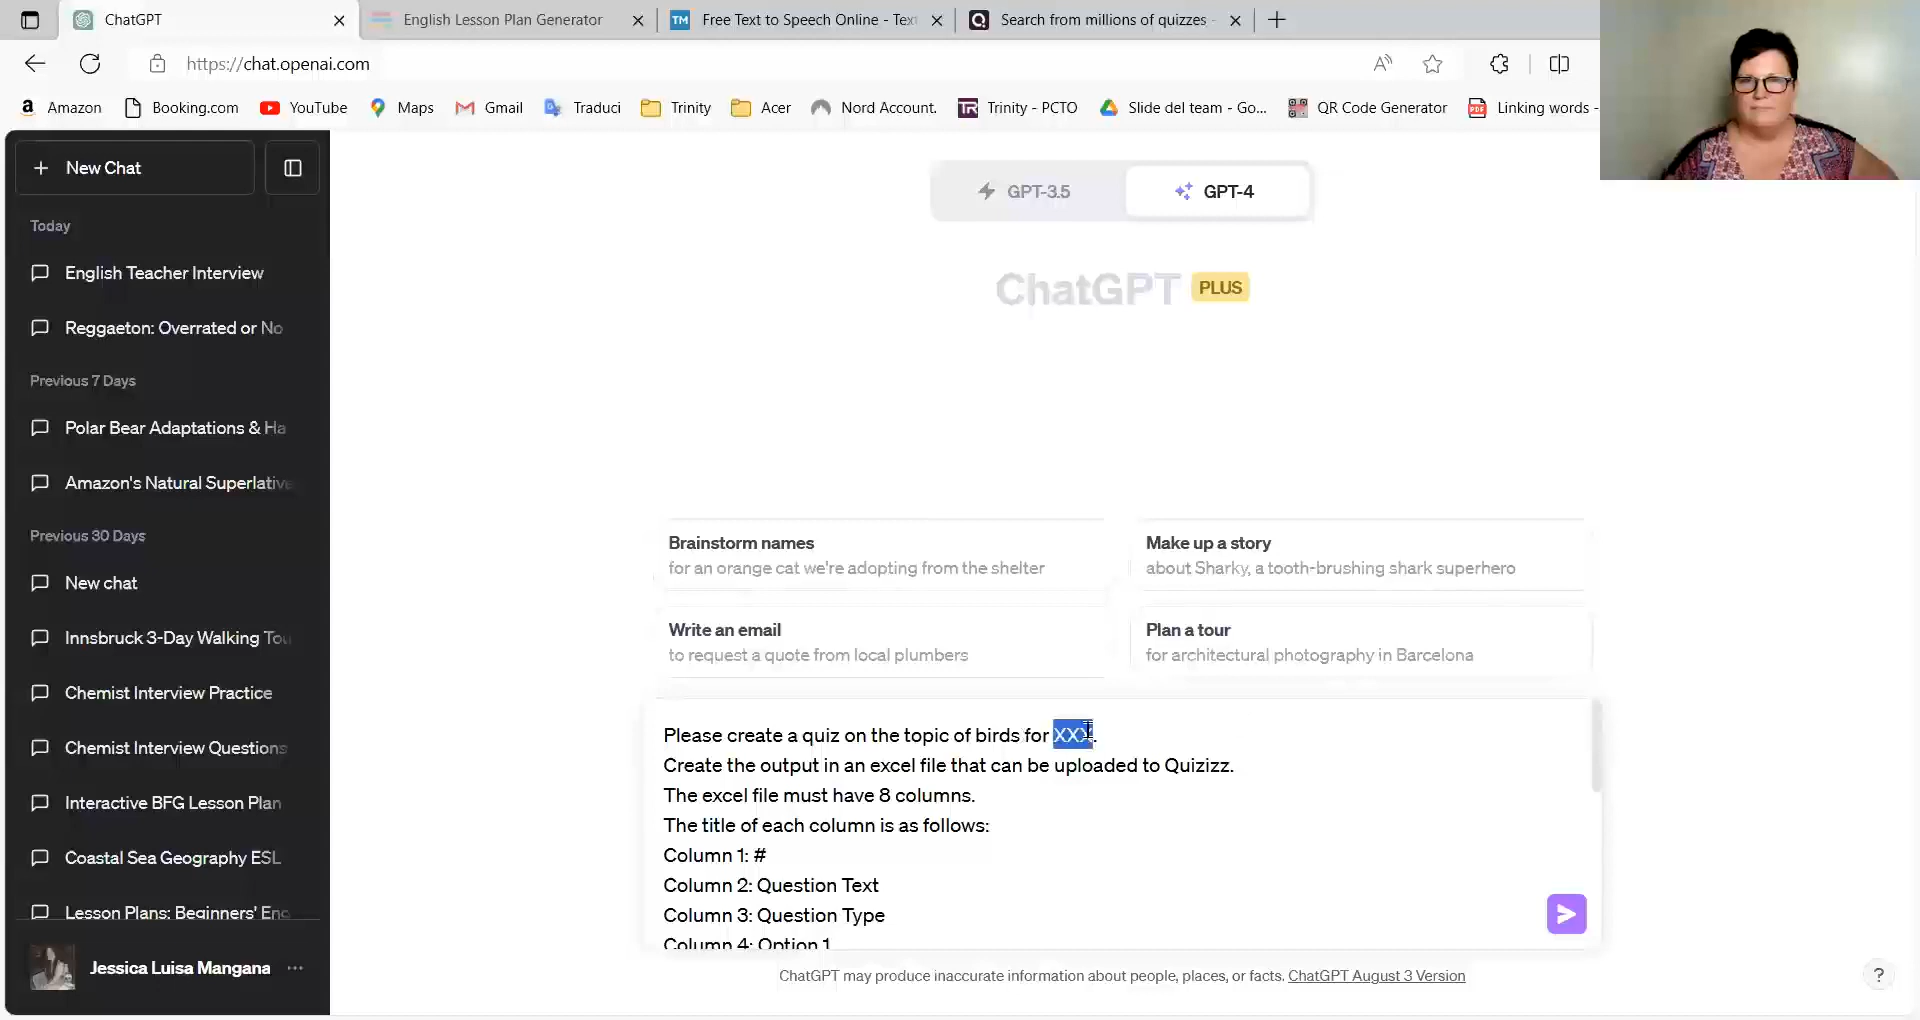 ChatGPT
English Lesson Plan Generator
TM Free Text to Speech Online - Text
Search from millions of quizzes -
https://chat.openai.com
Amazon
Booking.com
YouTube
Maps
Gmail
Traduci
Trinity
Acer
Nord Account.
TR Trinity - PCTO
Slide del team - Go...
QR Code Generator
PDF Linking words -
New Chat
Today
English Teacher Interview
Reggaeton: Overrated or No
Previous 7 Days
Polar Bear Adaptations & Ha
Amazon's Natural Superlative
Previous 30 Days
New chat
Innsbruck 3-Day Walking Tou
Chemist Interview Practice
Chemist Interview Questions
Interactive BFG Lesson Plan
Coastal Sea Geography ESL
Lesson Plans: Beginners' Eng
Jessica Luisa Mangana
GPT-3.5
GPT-4
ChatGPT PLUS
Brainstorm names
for an orange cat we're adopting from the shelter
Make up a story
about Sharky, a tooth-brushing shark superhero
Write an email
to request a quote from local plumbers
Plan a tour
for architectural photography in Barcelona
Please create a quiz on the topic of birds for XXX.
Create the output in an excel file that can be uploaded to Quizizz.
The excel file must have 8 columns.
The title of each column is as follows:
Column 1: #
Column 2: Question Text
Column 3: Question Type
Column 4: Option 1
ChatGPT may produce inaccurate information about people, places, or facts. ChatGPT August 3 Version
?